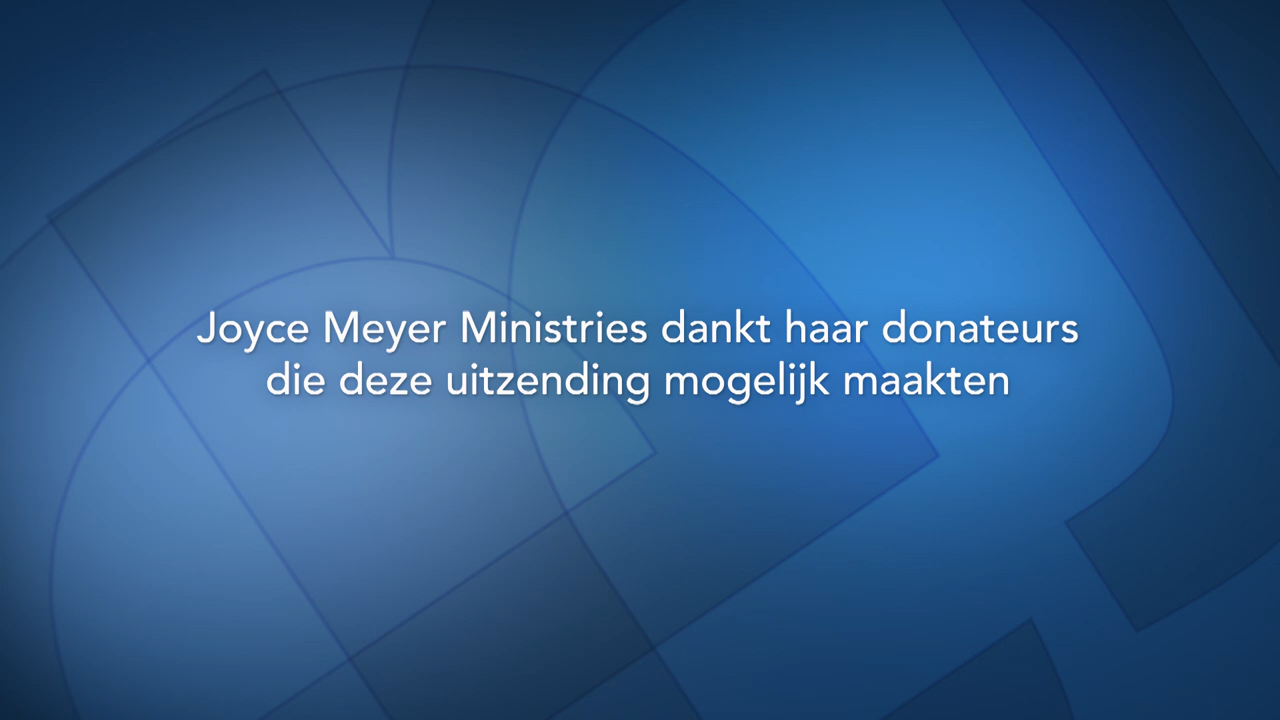 Joyce Meyer Ministries dankt haar donateurs
die deze uitzending mogelijk maakten